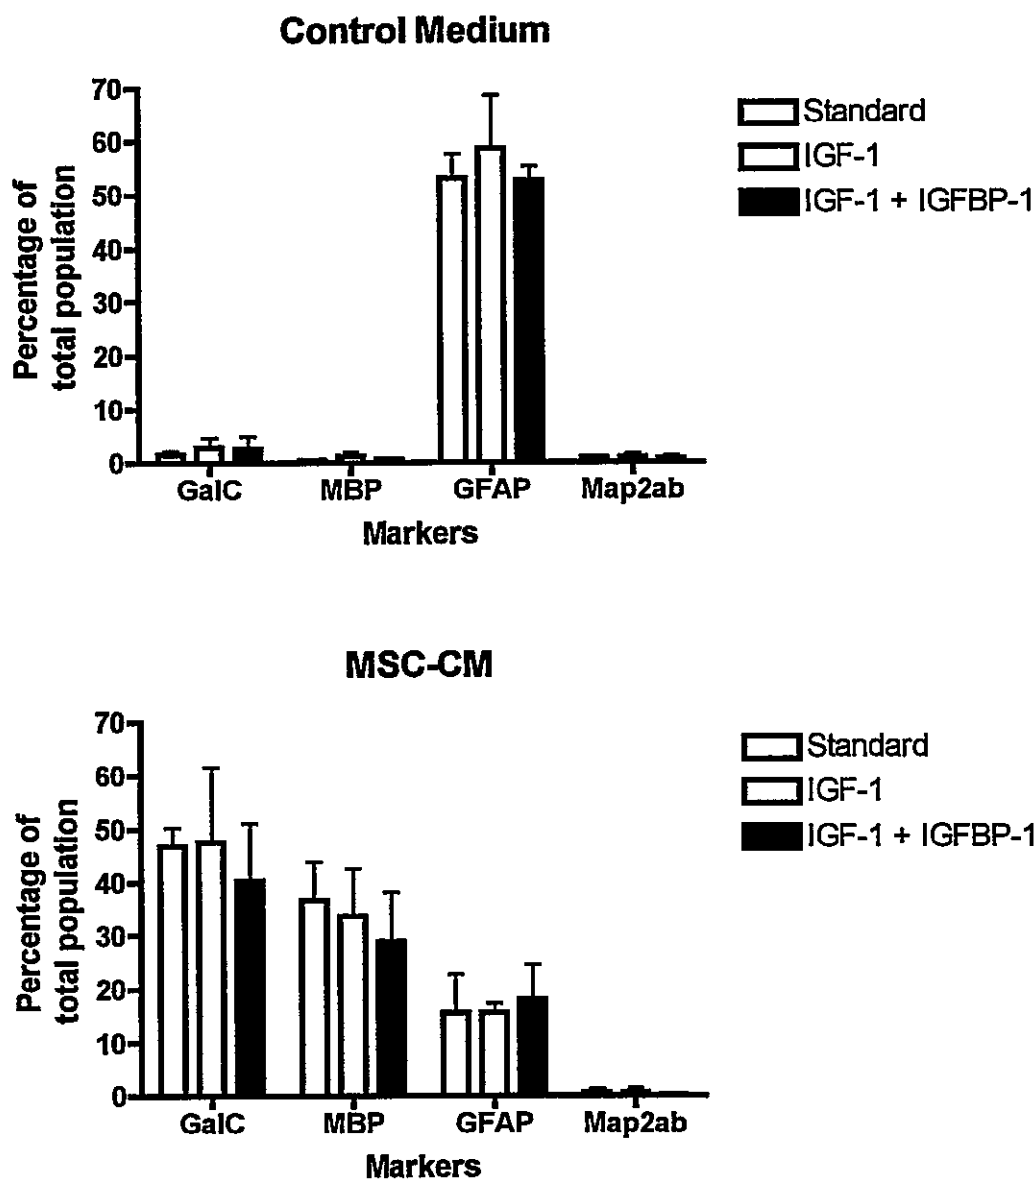 Control Medium
70
60
50
40
30
20
10
0
Percentage of
total population
GalC MBP GFAP Map2ab
Markers
Standard
IGF-1
IGF-1 + IGFBP-1
MSC-CM
70
60
50
40
30
20
10
0
Percentage of
total population
GalC MBP GFAP Map2ab
Markers
Standard
IGF-1
IGF-1 + IGFBP-1